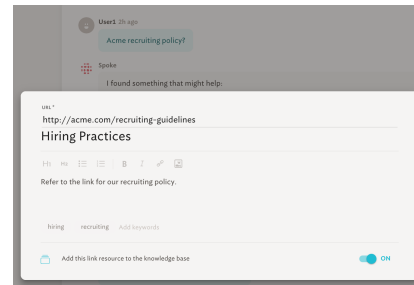 User1 2h ago
Acme recruiting policy?
Spoke
I found something that might help:
URL *
http://acme.com/recruiting-guidelines
Hiring Practices
H1 H2 B I
Refer to the link for our recruiting policy.
hiring recruiting Add keywords
Add this link resource to the knowledge base ON